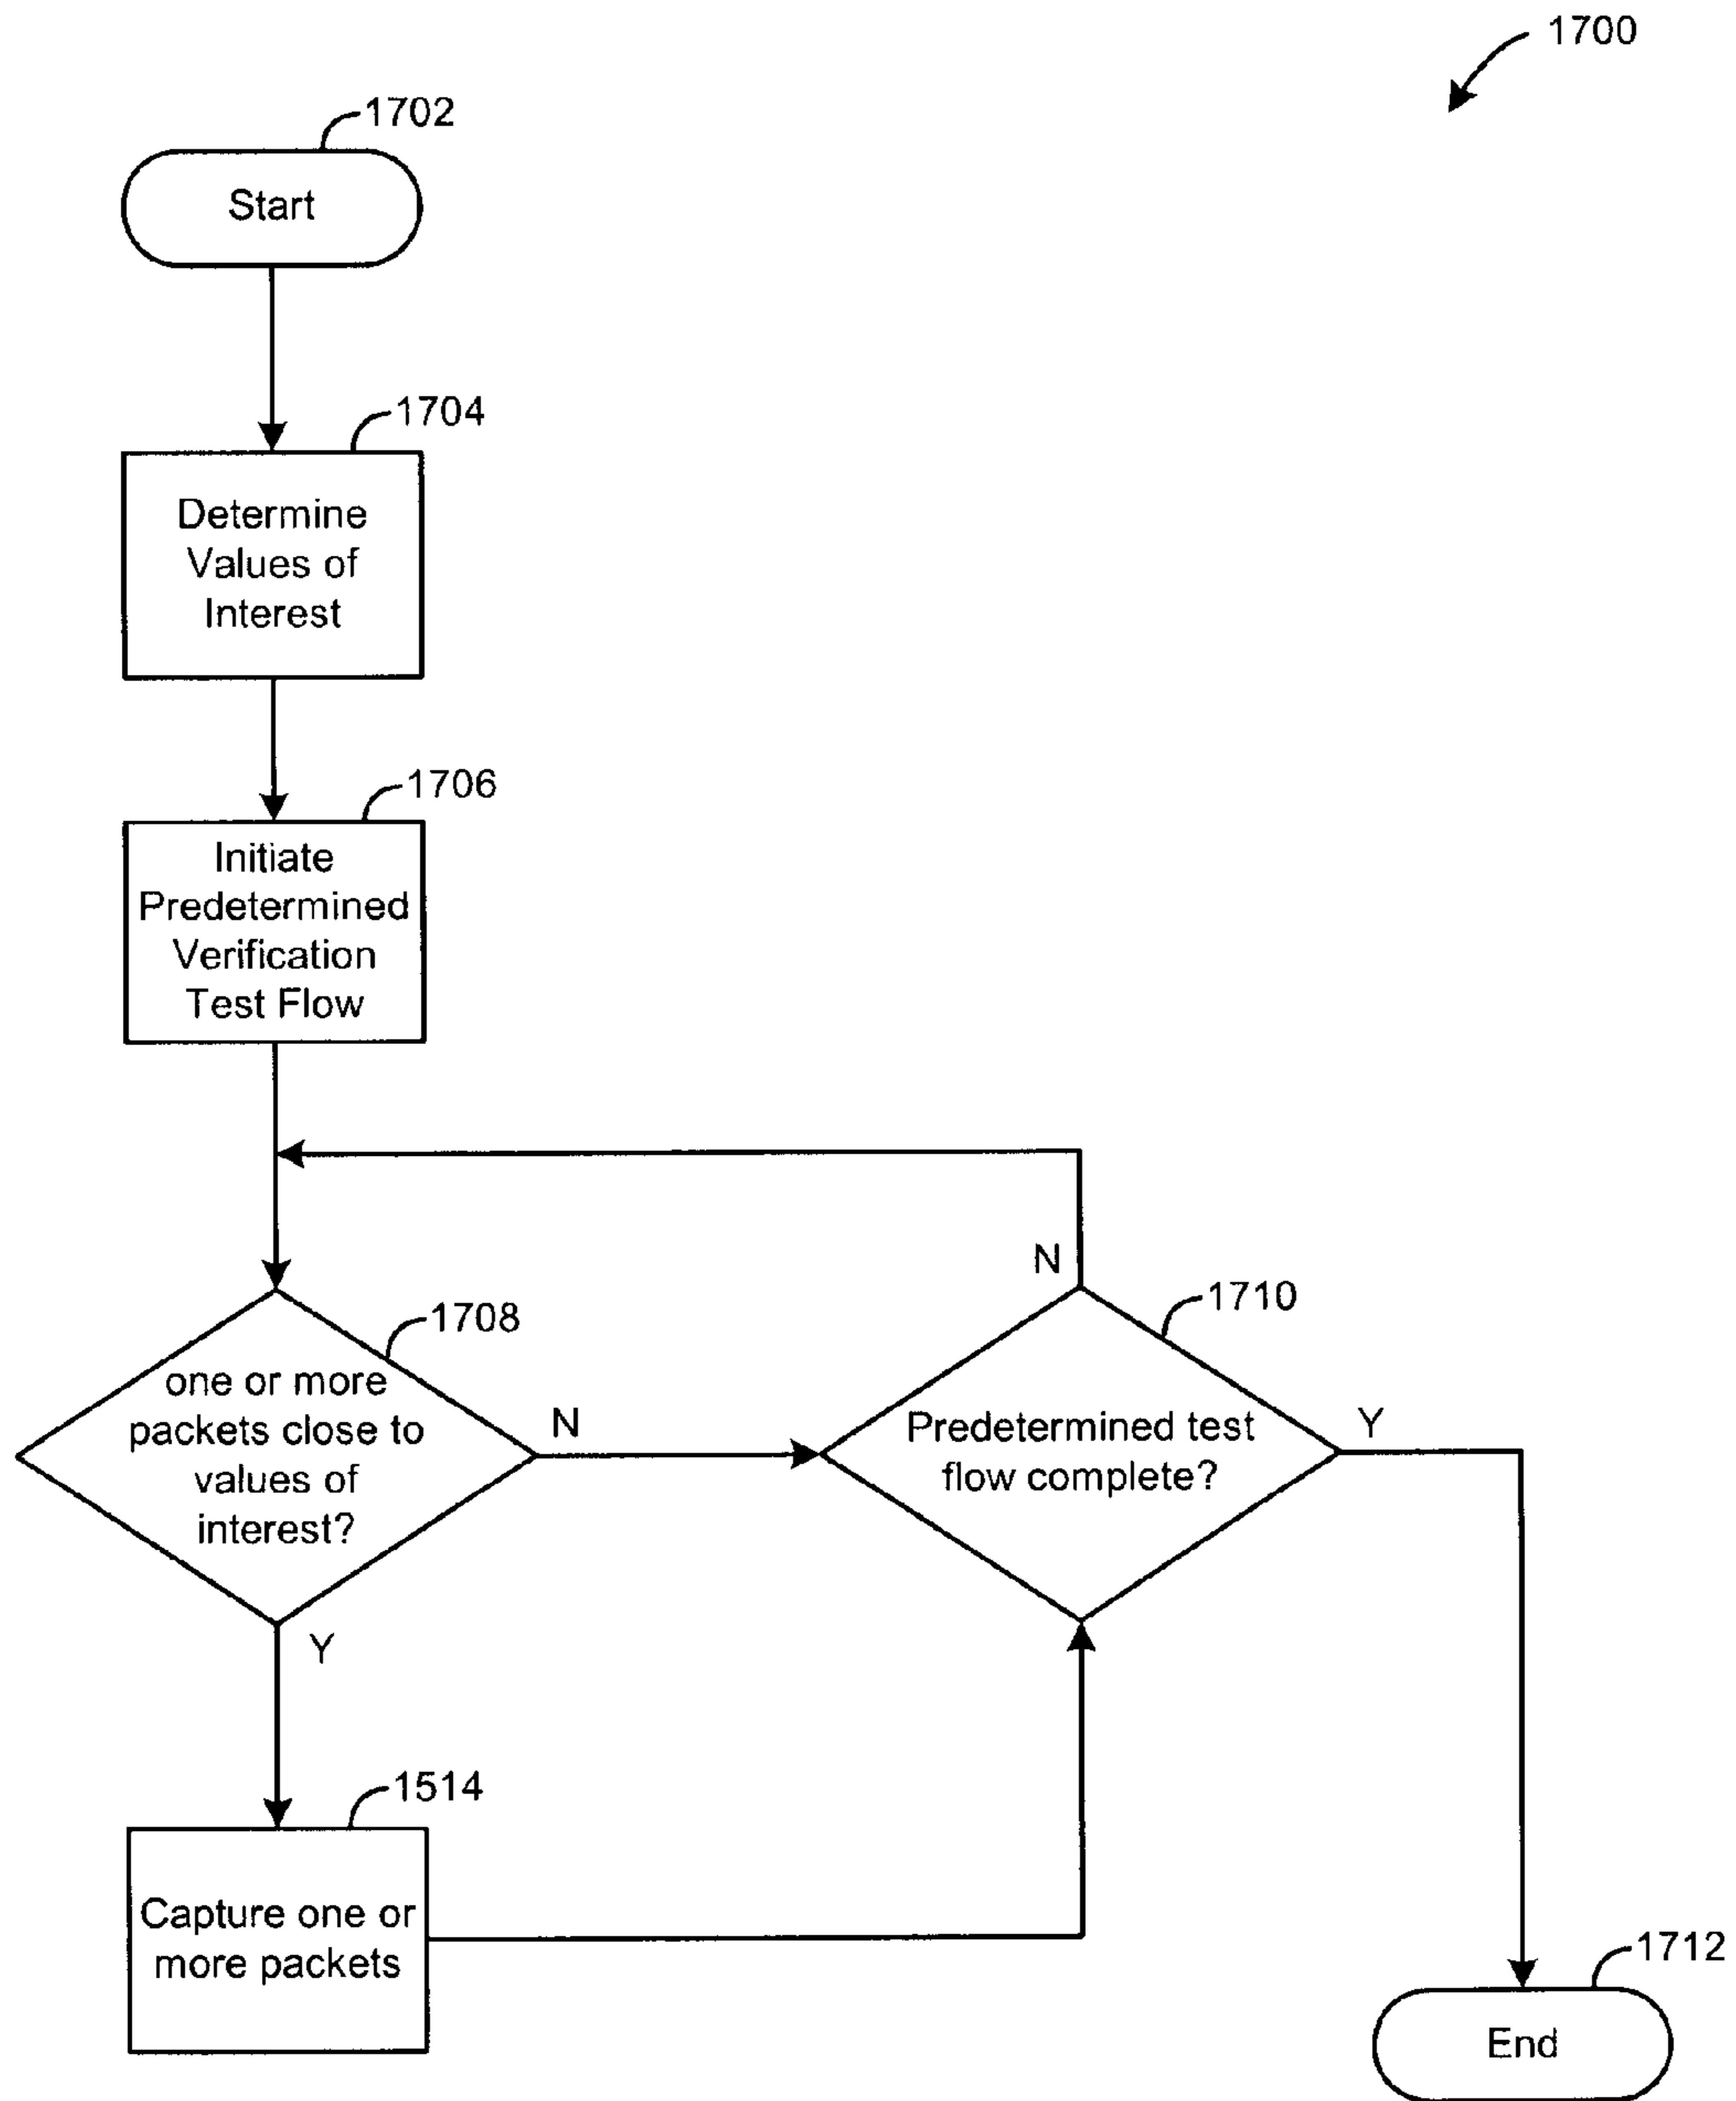 1700
1702
Start
1704
Determine
Values of
Interest
1706
Initiate
Predetermined
Verification
Test Flow
N
1708
1710
one or more
packets close to
values of
interest?
N
Predetermined test
flow complete?
Y
Y
1514
Capture one or
more packets
1712
End